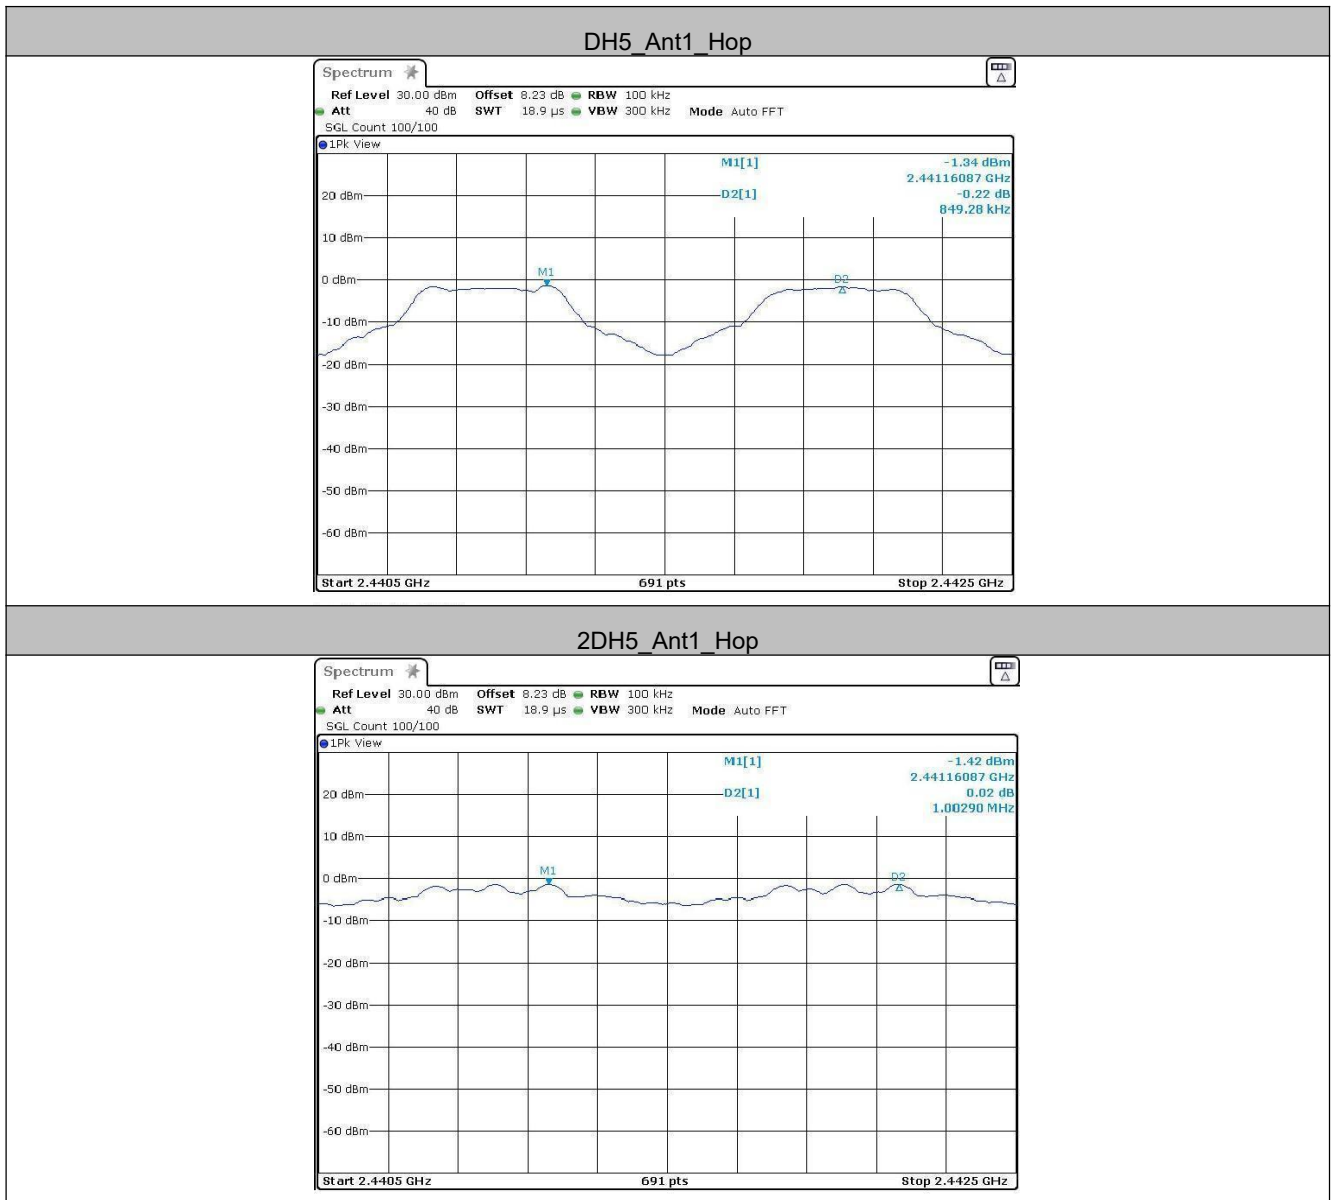 DH5_Ant1_Hop
Spectrum
Ref Level 30.00 dBm Offset 8.23 dB RBW 100 kHz
Att 40 dB SWT 18.9 µs VBW 300 kHz Mode Auto FFT
SGL Count 100/100
1Pk View
M1[1] -1.34 dBm
2.44116087 GHz
20 dBm D2[1] -0.22 dB
849.28 kHz
10 dBm
M1
0 dBm D2
-10 dBm
-20 dBm
-30 dBm
-40 dBm
-50 dBm
-60 dBm
Start 2.4405 GHz 691 pts Stop 2.4425 GHz
2DH5_Ant1_Hop
Spectrum
Ref Level 30.00 dBm Offset 8.23 dB RBW 100 kHz
Att 40 dB SWT 18.9 µs VBW 300 kHz Mode Auto FFT
SGL Count 100/100
1Pk View
M1[1] -1.42 dBm
2.44116087 GHz
20 dBm D2[1] 0.02 dB
1.00290 MHz
10 dBm
M1
0 dBm D2
-10 dBm
-20 dBm
-30 dBm
-40 dBm
-50 dBm
-60 dBm
Start 2.4405 GHz 691 pts Stop 2.4425 GHz